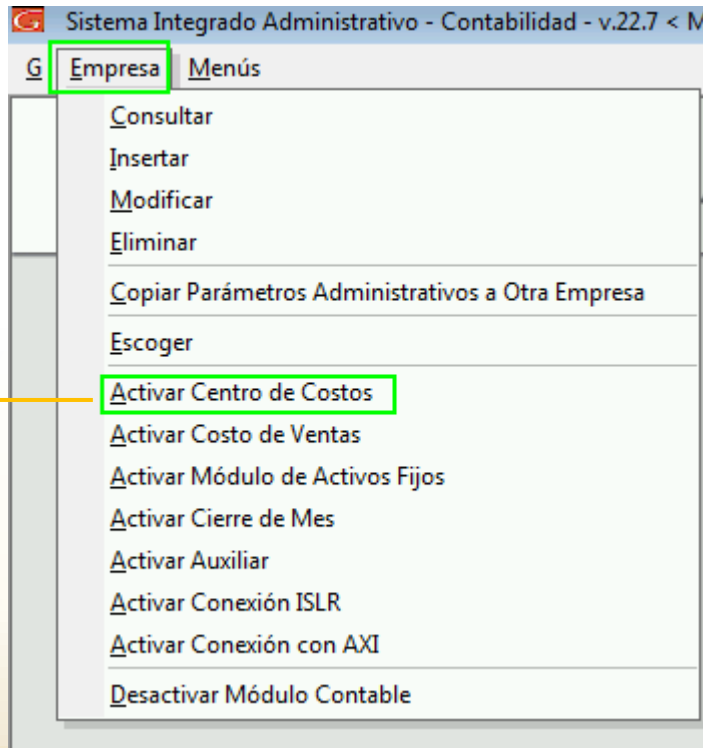 G Sistema Integrado Administrativo - Contabilidad - v.22.7 < M
G Empresa Menús
Consultar
Insertar
Modificar
Eliminar
Copiar Parámetros Administrativos a Otra Empresa
Escoger
Activar Centro de Costos
Activar Costo de Ventas
Activar Módulo de Activos Fijos
Activar Cierre de Mes
Activar Auxiliar
Activar Conexión ISLR
Activar Conexión con AXI
Desactivar Módulo Contable